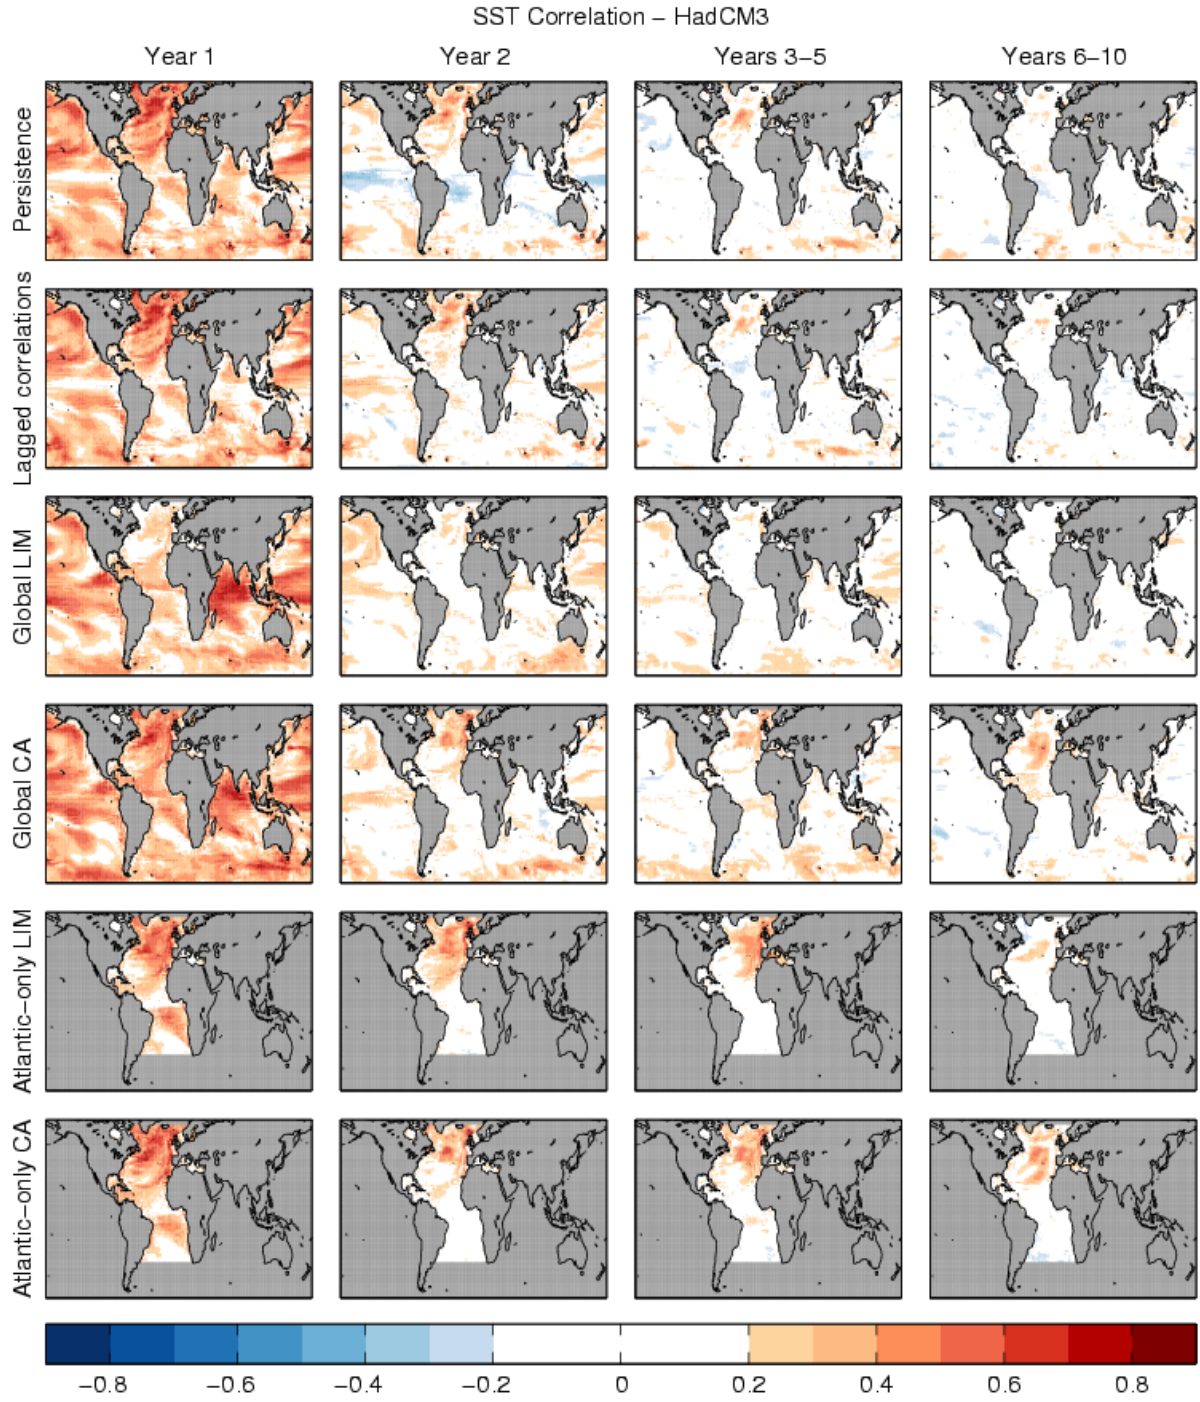 SST Correlation – HadCM3
Year 1
Year 2
Years 3–5
Years 6–10
Persistence
Lagged correlations
Global LIM
Global CA
Atlantic–only LIM
Atlantic–only CA
−0.8
−0.6
−0.4
−0.2
0
0.2
0.4
0.6
0.8